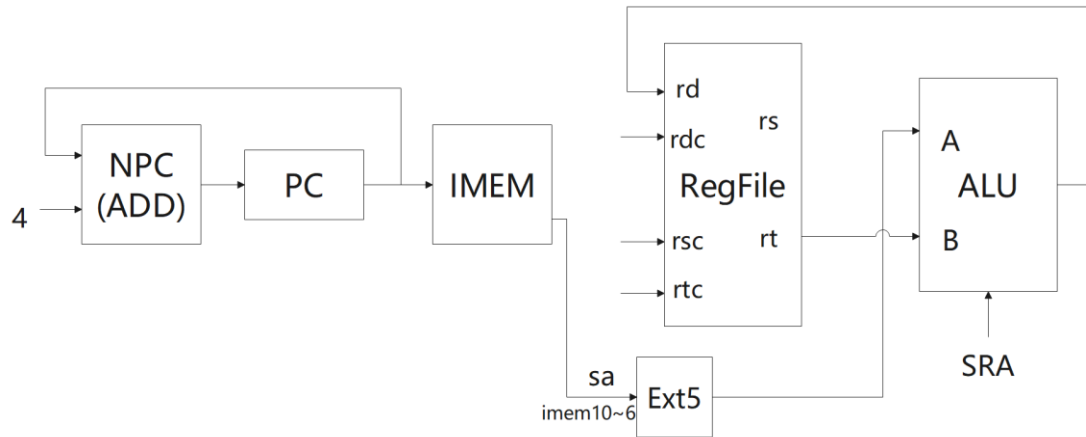 4
NPC
(ADD)
PC
IMEM
rd
rdc
rs
RegFile
rsc
rt
rtc
A
ALU
B
SRA
sa
imem10~6
Ext5